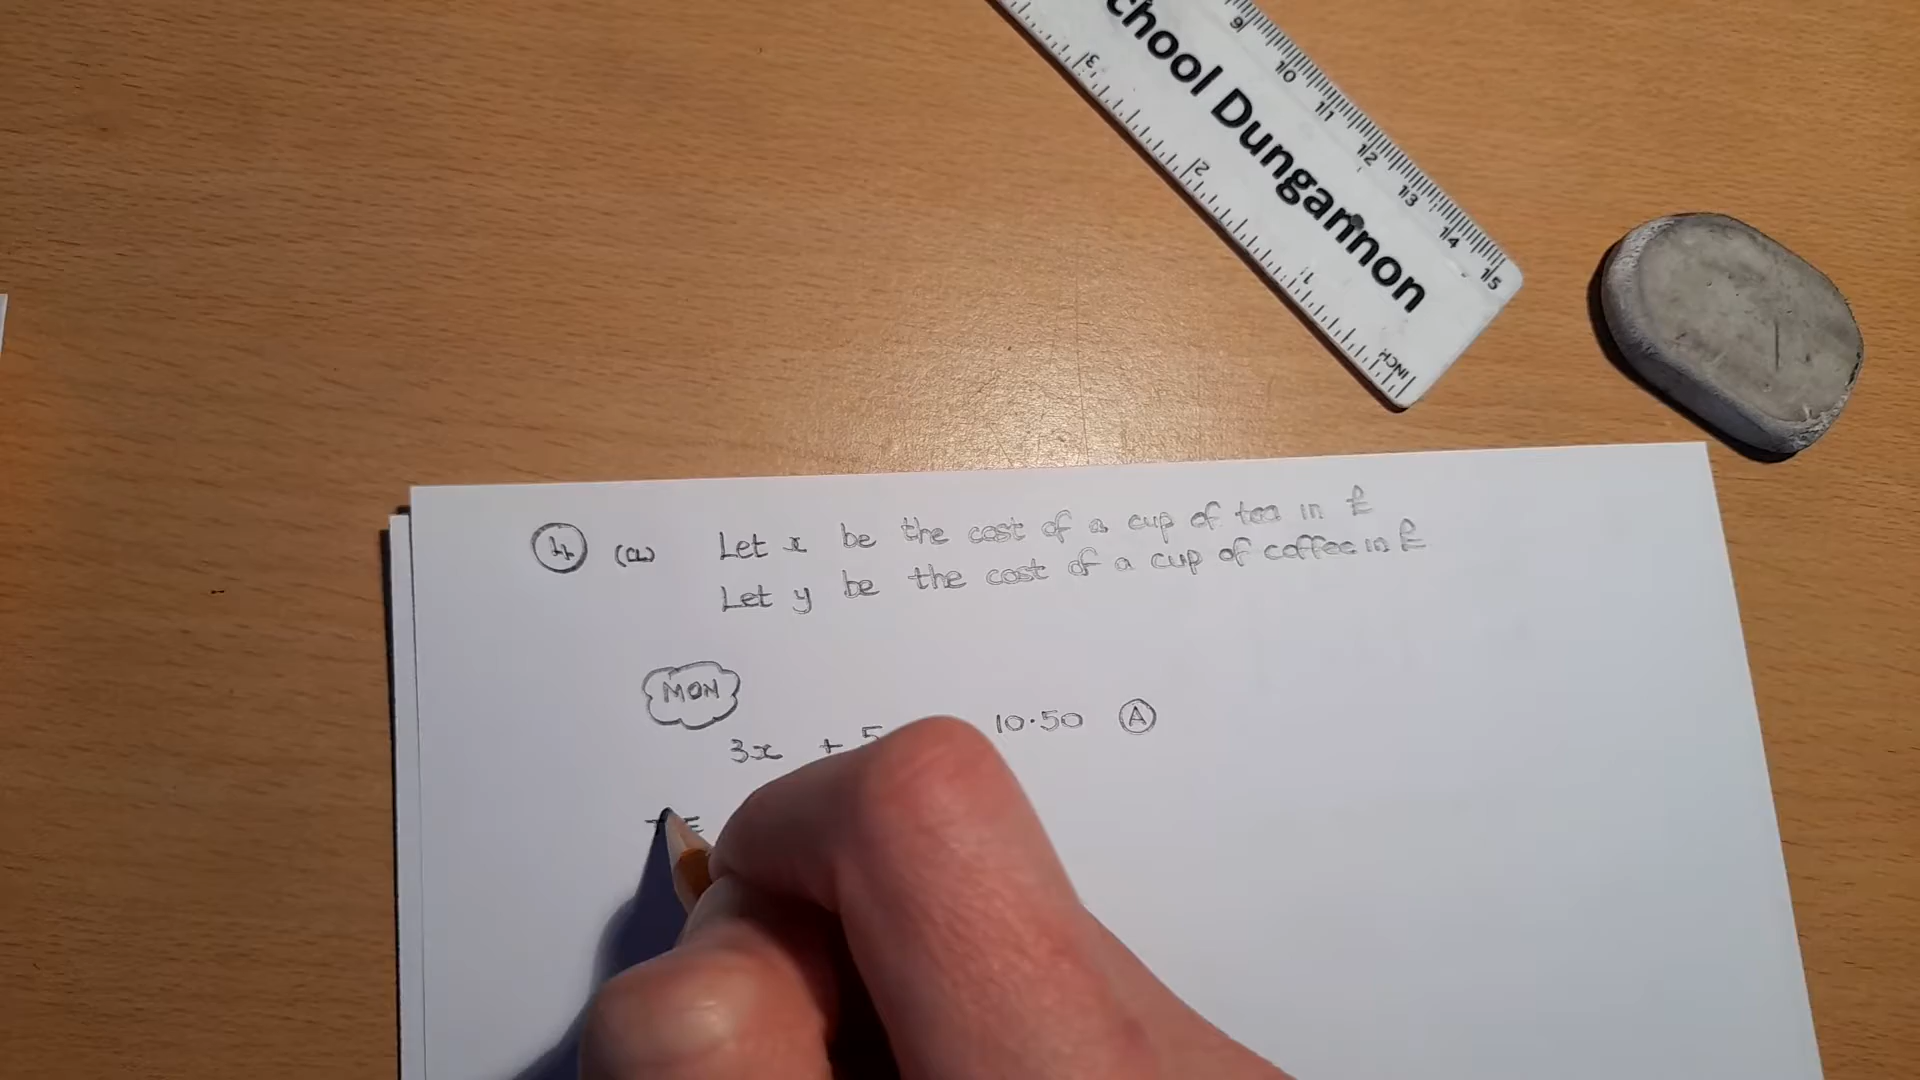 chool Dungannon
9 10 11 12 13 14 15
3 2 1 INCH
4 (a) Let x be the cost of a cup of tea in £
Let y be the cost of a cup of coffee in £
MON
3x + 5 10.50 A